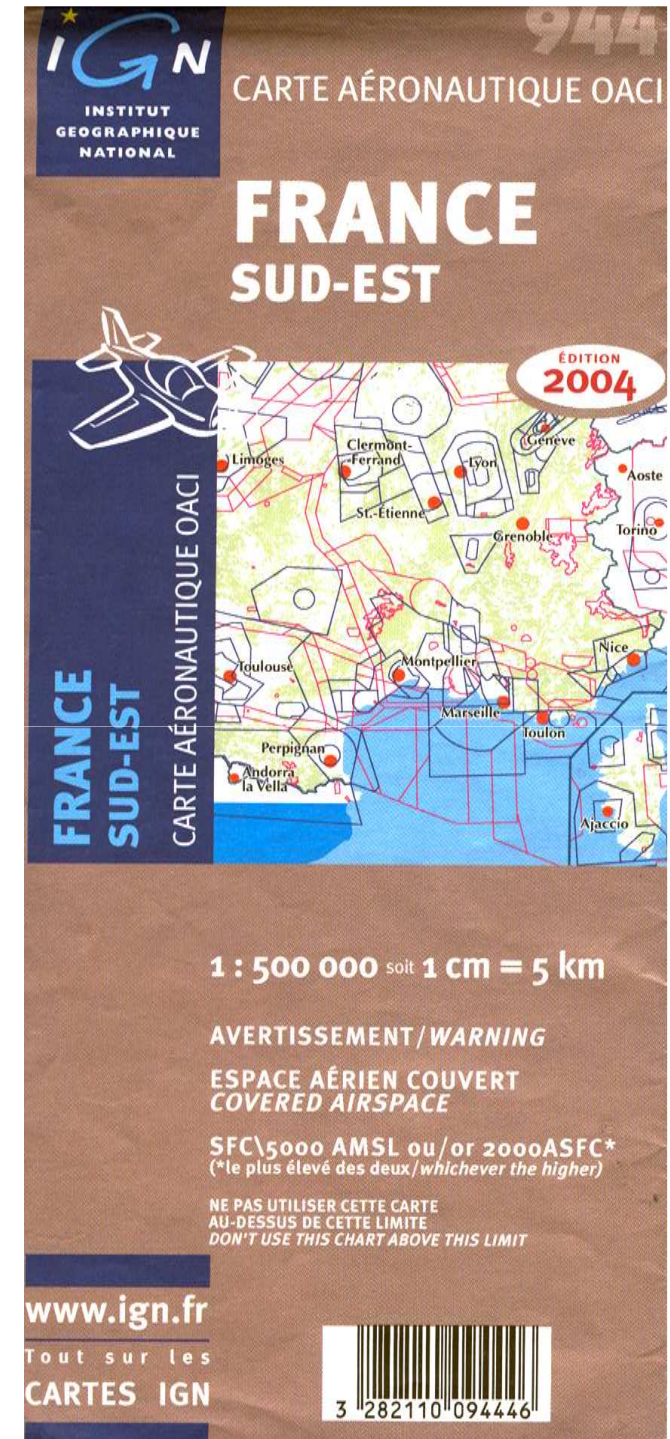 944
IGN
INSTITUT
GEOGRAPHIQUE
NATIONAL
CARTE AÉRONAUTIQUE OACI
FRANCE
SUD-EST
ÉDITION
2004
FRANCE
SUD-EST
CARTE AÉRONAUTIQUE OACI
Limoges
Clermont-
Ferrand
Lyon
Genève
Aoste
St.-Étienne
Grenoble
Torino
Toulouse
Montpellier
Nice
Marseille
Toulon
Perpignan
Andorra
la Vella
Ajaccio
1 : 500 000 soit 1 cm = 5 km
AVERTISSEMENT/WARNING
ESPACE AÉRIEN COUVERT
COVERED AIRSPACE
SFC\5000 AMSL ou/or 2000ASFC*
(*le plus élevé des deux/whichever the higher)
NE PAS UTILISER CETTE CARTE
AU-DESSUS DE CETTE LIMITE
DON'T USE THIS CHART ABOVE THIS LIMIT
www.ign.fr
Tout sur les
CARTES IGN
3 282110 094446